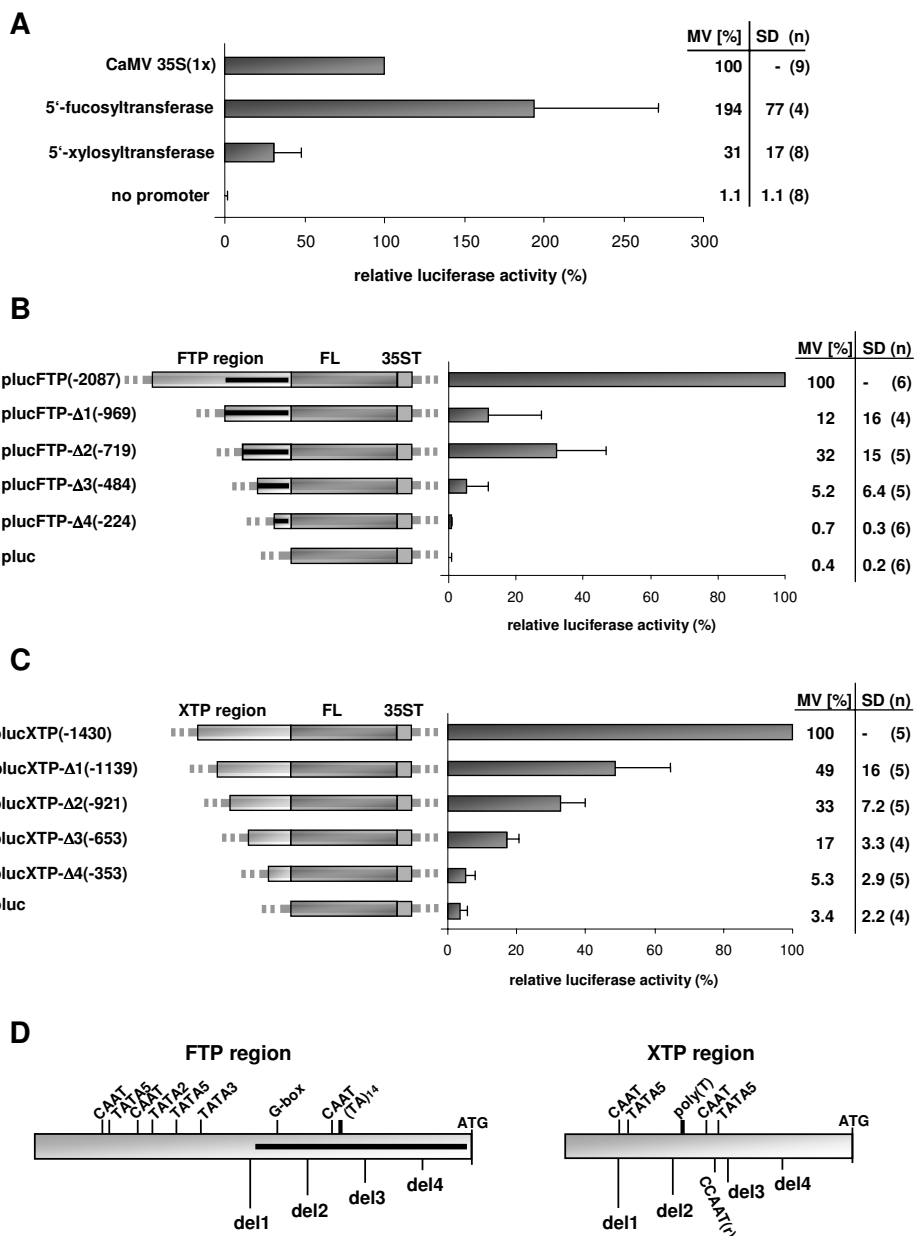 A
MV [%] SD (n)
CaMV 35S(1x) 100 - (9)
5‘-fucosyltransferase 194 77 (4)
5‘-xylosyltransferase 31 17 (8)
no promoter 1.1 1.1 (8)
0 50 100 150 200 250 300
relative luciferase activity (%)
B
FTP region FL 35ST MV [%] SD (n)
plucFTP(-2087) 100 - (6)
plucFTP-Δ1(-969) 12 16 (4)
plucFTP-Δ2(-719) 32 15 (5)
plucFTP-Δ3(-484) 5.2 6.4 (5)
plucFTP-Δ4(-224) 0.7 0.3 (6)
pluc 0.4 0.2 (6)
0 20 40 60 80 100
relative luciferase activity (%)
C
XTP region FL 35ST MV [%] SD (n)
plucXTP(-1430) 100 - (5)
plucXTP-Δ1(-1139) 49 16 (5)
plucXTP-Δ2(-921) 33 7.2 (5)
plucXTP-Δ3(-653) 17 3.3 (4)
plucXTP-Δ4(-353) 5.3 2.9 (5)
pluc 3.4 2.2 (4)
0 20 40 60 80 100
relative luciferase activity (%)
D
FTP region
CAAT TATA5 CAAT TATA2 TATA5 TATA3 G-box CAAT (TA)14 ATG
del1 del2 del3 del4
XTP region
CAAT TATA5 poly(T) CAAT TATA5 ATG
del1 del2 CCAAT(r) del3 del4